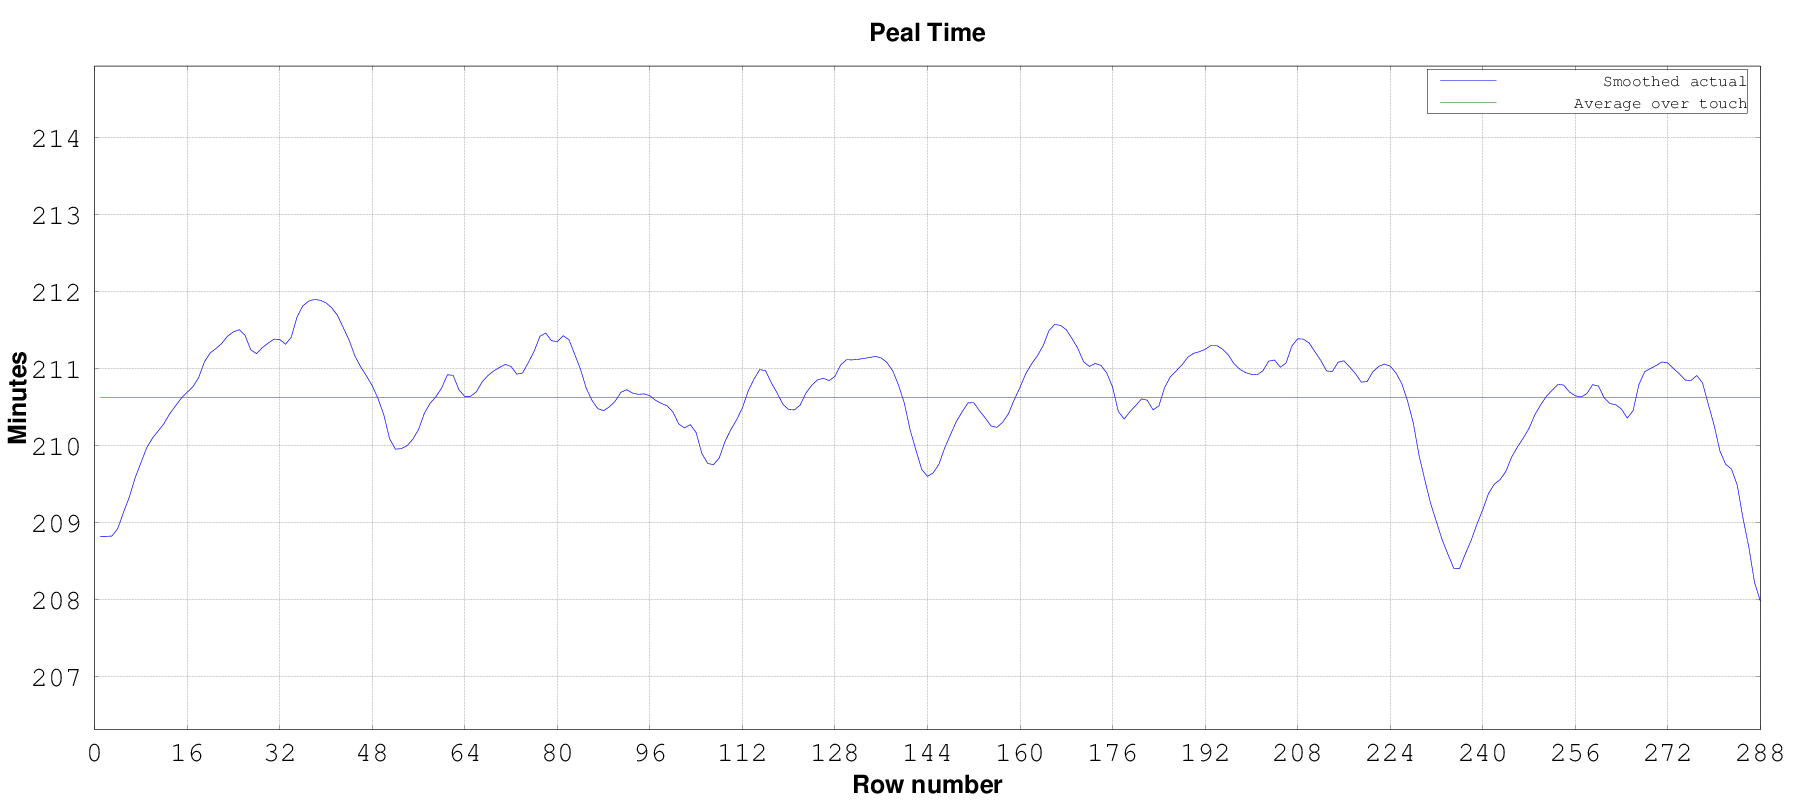 Peal Time
Smoothed actual
Average over touch
214
213
212
211
210
209
208
207
Minutes
0 16 32 48 64 80 96 112 128 144 160 176 192 208 224 240 256 272 288
Row number